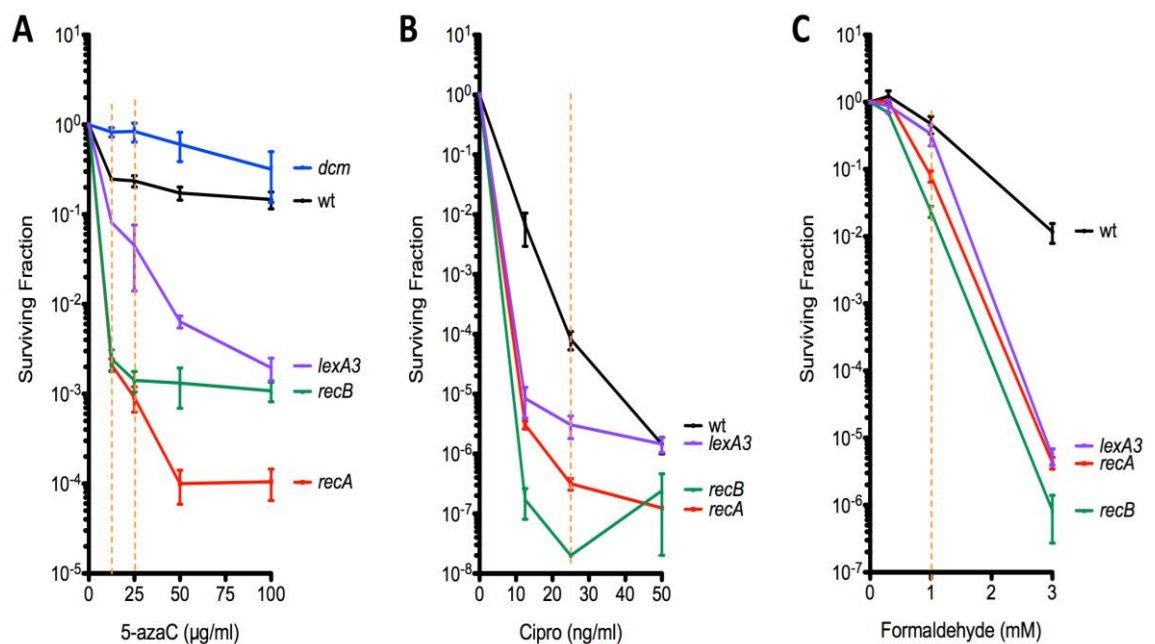 A
B
C
Surviving Fraction
10^1
10^0
10^-1
10^-2
10^-3
10^-4
10^-5
0
25
50
75
100
5-azaC (µg/ml)
dcm
wt
lexA3
recB
recA
Surviving Fraction
10^1
10^0
10^-1
10^-2
10^-3
10^-4
10^-5
10^-6
10^-7
10^-8
0
10
20
30
40
50
Cipro (ng/ml)
wt
lexA3
recB
recA
Surviving Fraction
10^1
10^0
10^-1
10^-2
10^-3
10^-4
10^-5
10^-6
10^-7
0
1
2
3
Formaldehyde (mM)
wt
lexA3
recA
recB